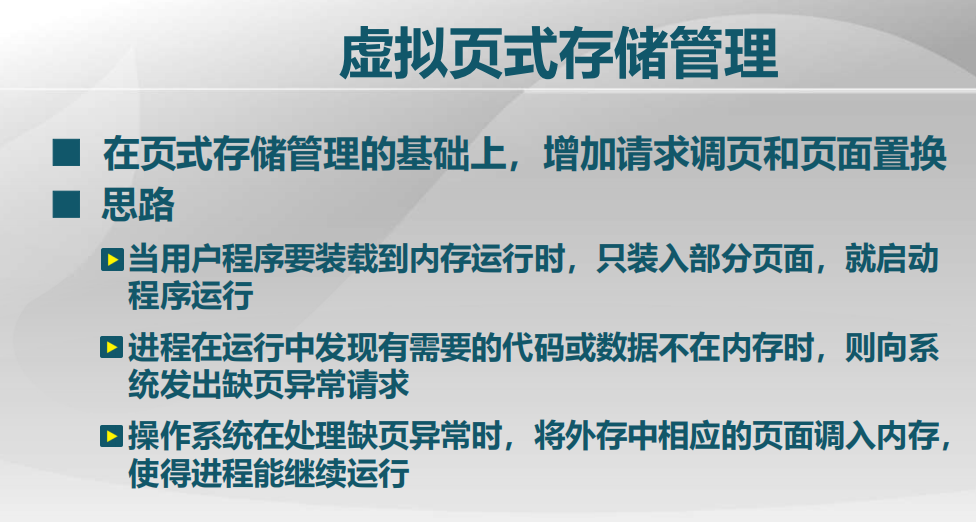 虚拟页式存储管理
在页式存储管理的基础上，增加请求调页和页面置换
思路
当用户程序要装载到内存运行时，只装入部分页面，就启动
程序运行
进程在运行中发现有需要的代码或数据不在内存时，则向系
统发出缺页异常请求
操作系统在处理缺页异常时，将外存中相应的页面调入内存，
使得进程能继续运行